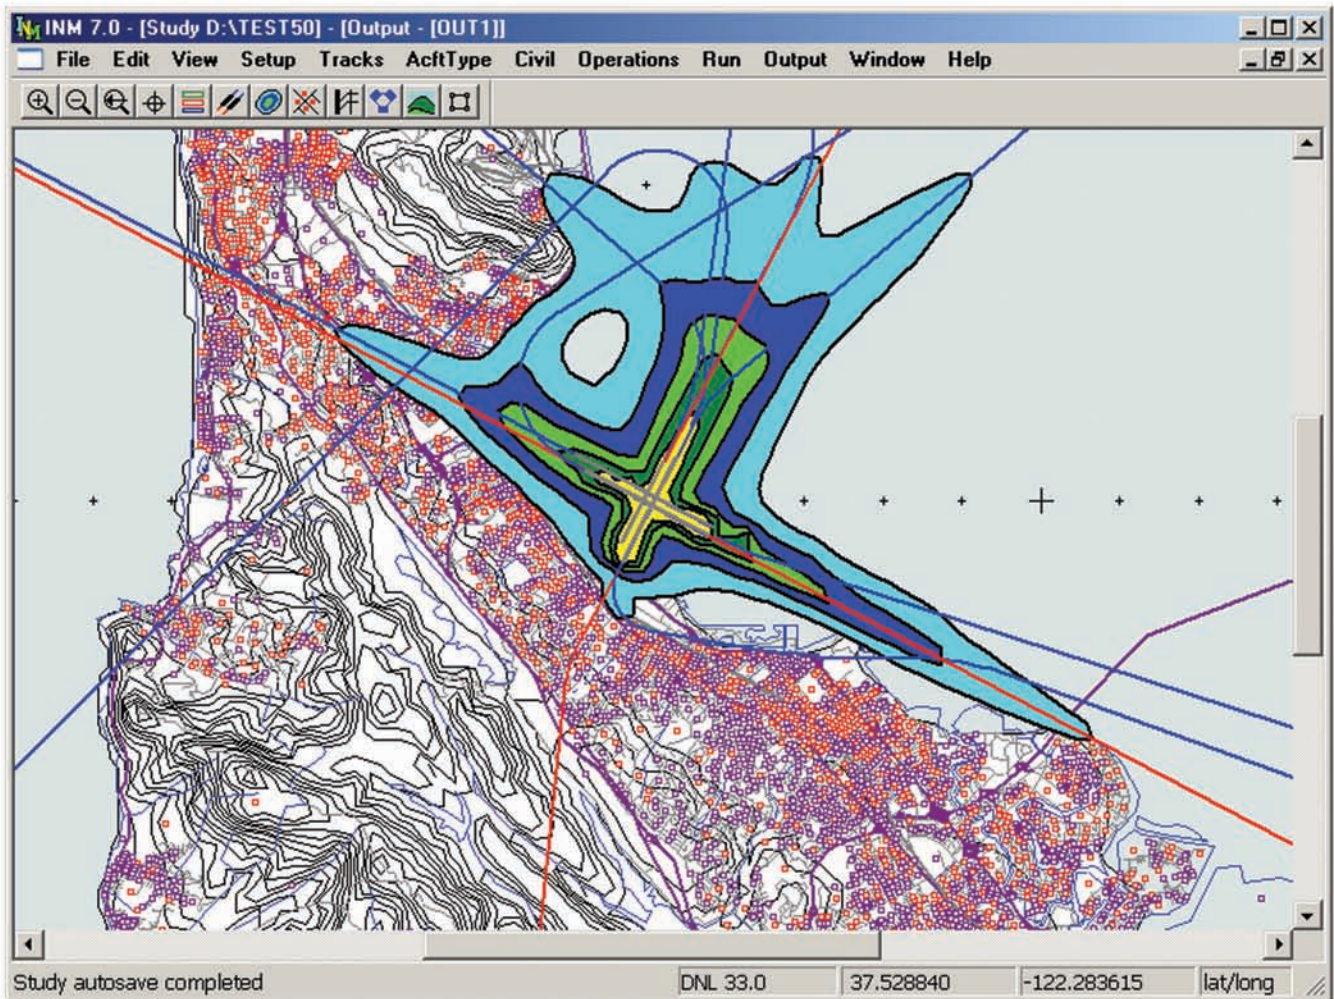 INM 7.0 - [Study D:\TEST50] - [Output - [OUT1]]
File Edit View Setup Tracks AcftType Civil Operations Run Output Window Help
Study autosave completed DNL 33.0 37.528840 -122.283615 lat/long